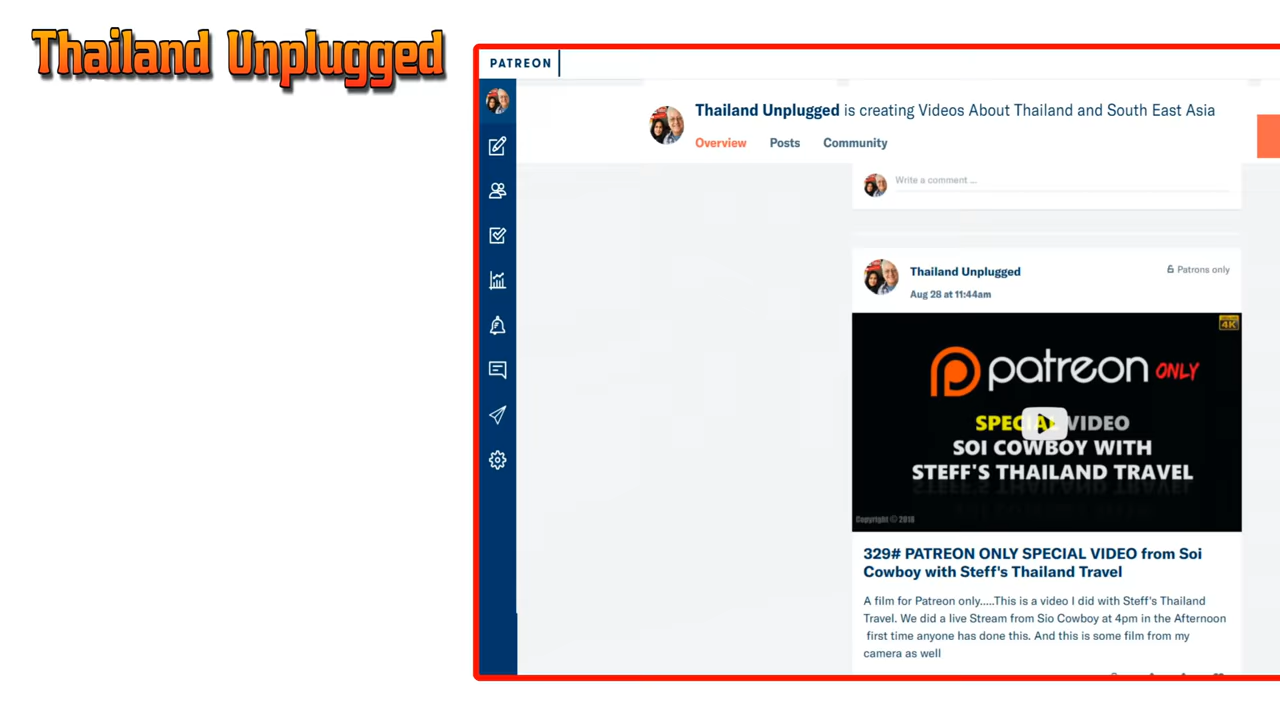 Thailand Unplugged
PATREON
Thailand Unplugged is creating Videos About Thailand and South East Asia
Overview Posts Community
Write a comment ...
Thailand Unplugged
Patrons only
Aug 28 at 11:44am
4K
patreon ONLY
SPECIAL VIDEO
SOI COWBOY WITH
STEFF'S THAILAND TRAVEL
Copyright © 2018
329# PATREON ONLY SPECIAL VIDEO from Soi
Cowboy with Steff's Thailand Travel
A film for Patreon only.....This is a video I did with Steff's Thailand
Travel. We did a live Stream from Sio Cowboy at 4pm in the Afternoon
first time anyone has done this. And this is some film from my
camera as well